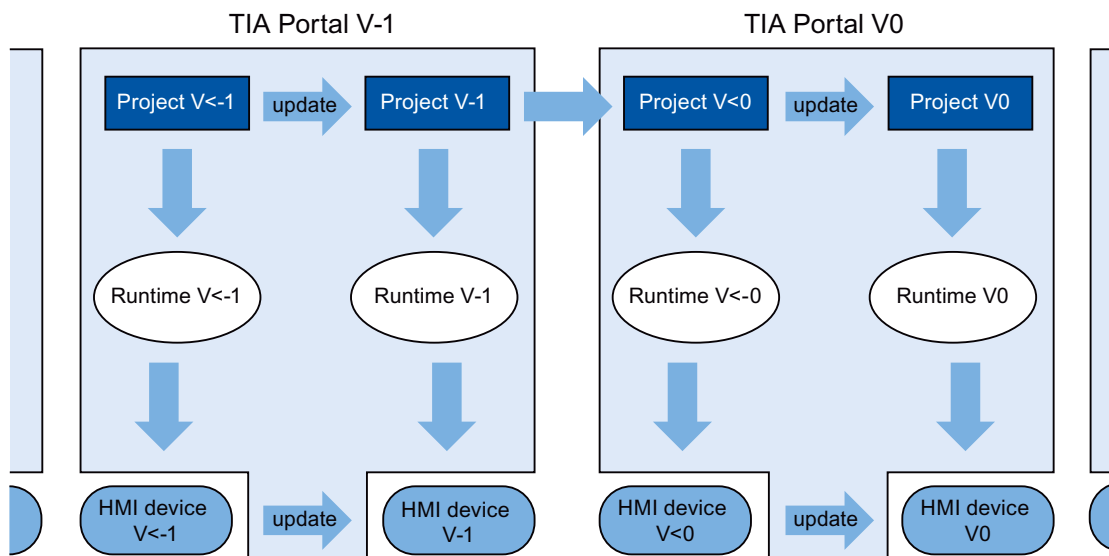 TIA Portal V-1
TIA Portal V0
Project V<-1
update
Project V-1
Project V<0
update
Project V0
Runtime V<-1
Runtime V-1
Runtime V<-0
Runtime V0
HMI device
V<-1
update
HMI device
V-1
HMI device
V<0
update
HMI device
V0